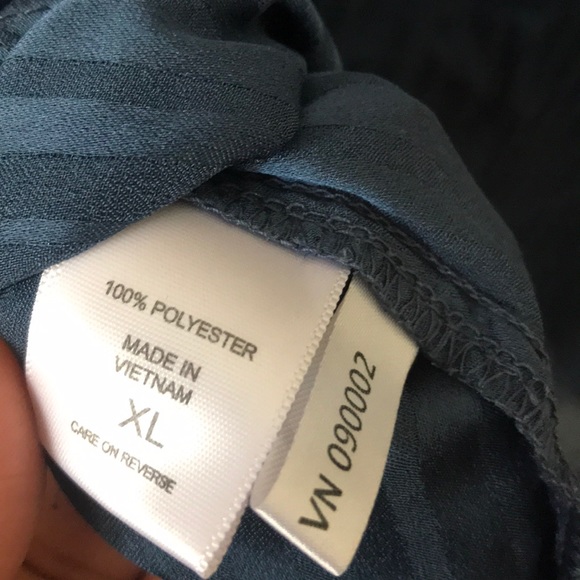 100% POLYESTER
MADE IN
VIETNAM
XL
CARE ON REVERSE
VN 090002